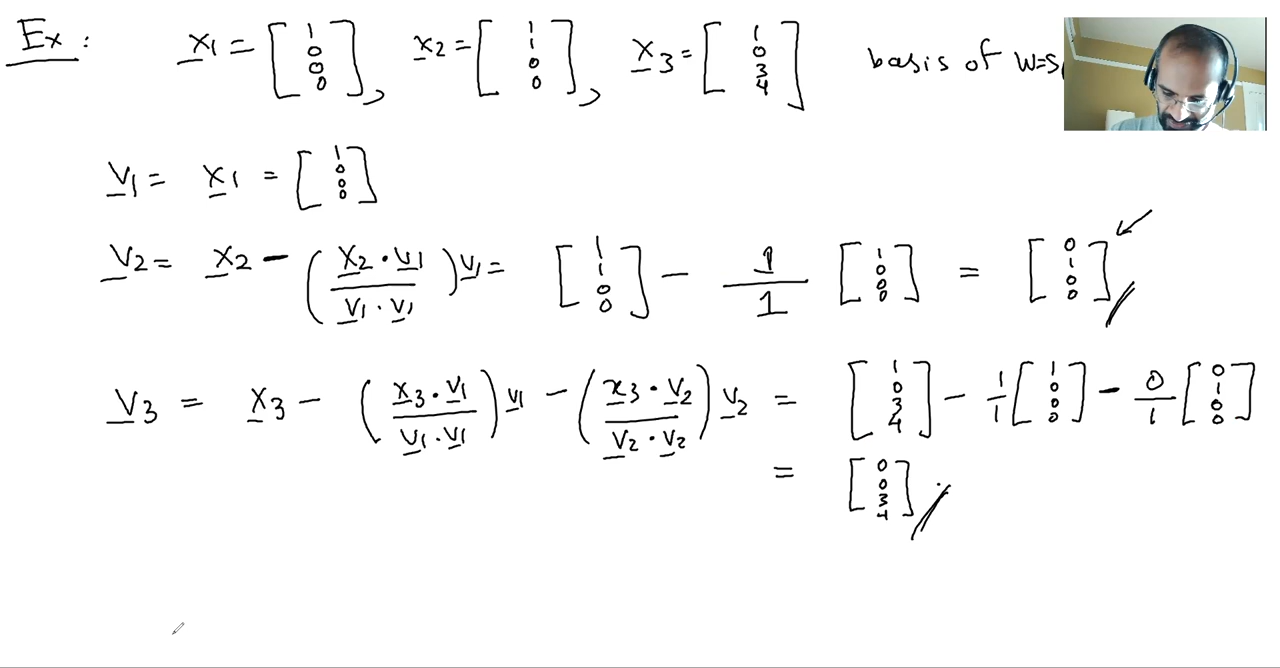 Ex: x1 = [1 0 0 0], x2 = [1 1 0 0], x3 = [1 0 3 4] basis of W=S
v1 = x1 = [1 0 0 0]
v2 = x2 - (x2 · v1 / v1 · v1) v1 = [1 1 0 0] - 1/1 [1 0 0 0] = [0 1 0 0]
v3 = x3 - (x3 · v1 / v1 · v1) v1 - (x3 · v2 / v2 · v2) v2 = [1 0 3 4] - 1/1 [1 0 0 0] - 0/1 [0 1 0 0]
= [0 0 3 4]